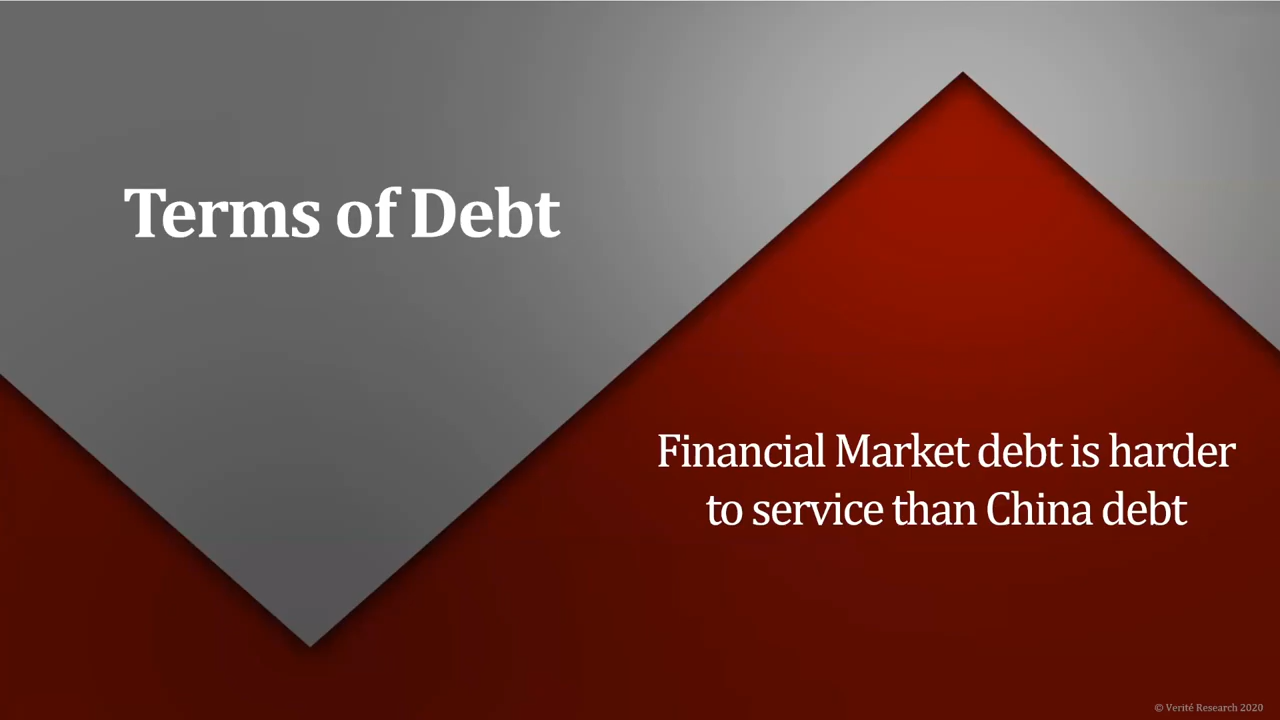 Terms of Debt
Financial Market debt is harder
to service than China debt
© Verité Research 2020